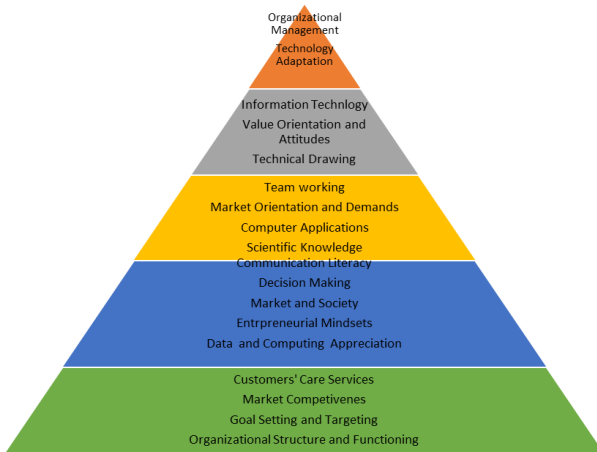 Organizational
Management
Technology
Adaptation
Information Technlogy
Value Orientation and
Attitudes
Technical Drawing
Team working
Market Orientation and Demands
Computer Applications
Scientific Knowledge
Communication Literacy
Decision Making
Market and Society
Entrpreneurial Mindsets
Data and Computing Appreciation
Customers' Care Services
Market Competivenes
Goal Setting and Targeting
Organizational Structure and Functioning